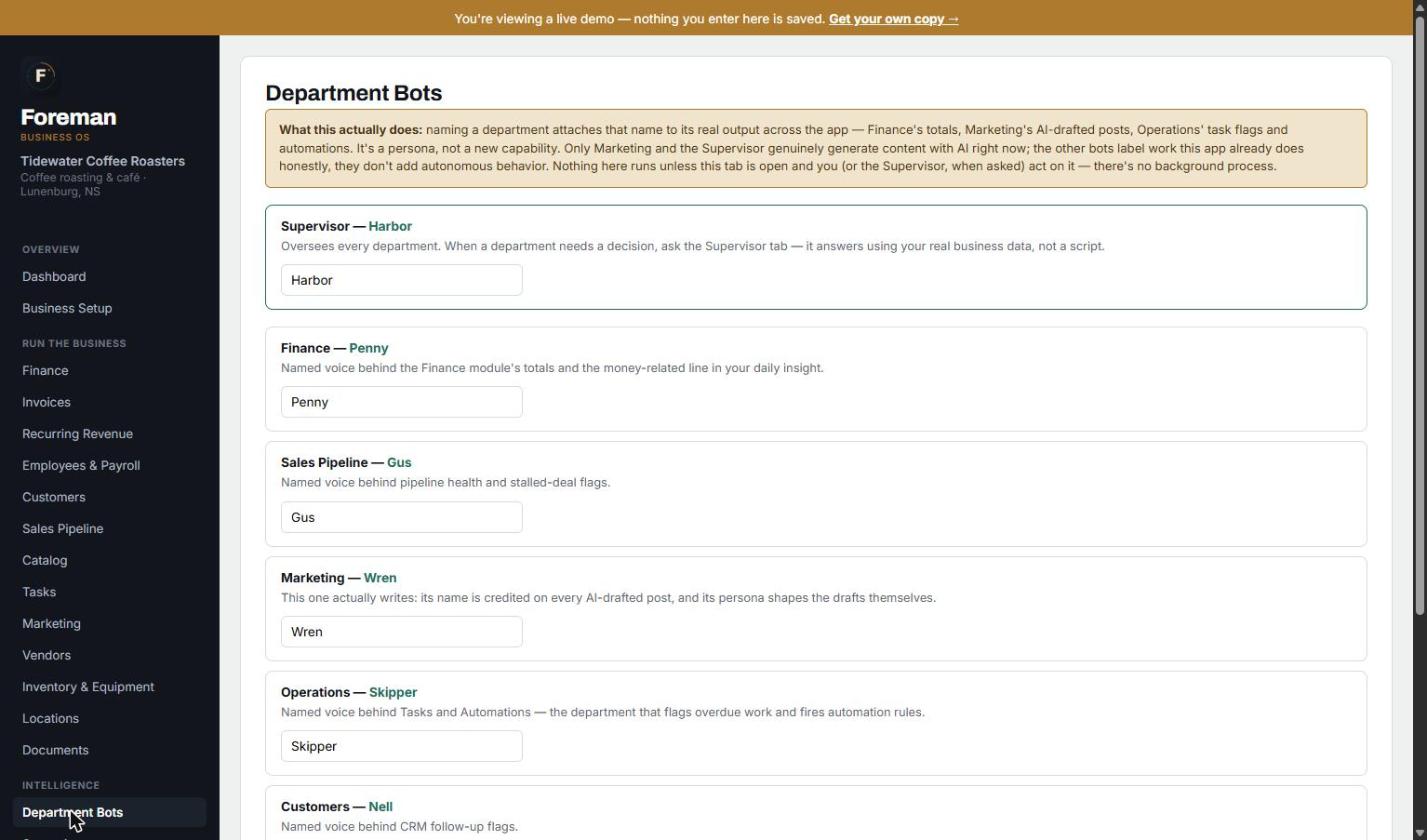 You're viewing a live demo — nothing you enter here is saved. Get your own copy →
F
Foreman
BUSINESS OS
Tidewater Coffee Roasters
Coffee roasting & café ·
Lunenburg, NS
OVERVIEW
Dashboard
Business Setup
RUN THE BUSINESS
Finance
Invoices
Recurring Revenue
Employees & Payroll
Customers
Sales Pipeline
Catalog
Tasks
Marketing
Vendors
Inventory & Equipment
Locations
Documents
INTELLIGENCE
Department Bots
Department Bots
What this actually does: naming a department attaches that name to its real output across the app — Finance's totals, Marketing's AI-drafted posts, Operations' task flags and
automations. It's a persona, not a new capability. Only Marketing and the Supervisor genuinely generate content with AI right now; the other bots label work this app already does
honestly, they don't add autonomous behavior. Nothing here runs unless this tab is open and you (or the Supervisor, when asked) act on it — there's no background process.
Supervisor — Harbor
Oversees every department. When a department needs a decision, ask the Supervisor tab — it answers using your real business data, not a script.
Harbor
Finance — Penny
Named voice behind the Finance module's totals and the money-related line in your daily insight.
Penny
Sales Pipeline — Gus
Named voice behind pipeline health and stalled-deal flags.
Gus
Marketing — Wren
This one actually writes: its name is credited on every AI-drafted post, and its persona shapes the drafts themselves.
Wren
Operations — Skipper
Named voice behind Tasks and Automations — the department that flags overdue work and fires automation rules.
Skipper
Customers — Nell
Named voice behind CRM follow-up flags.